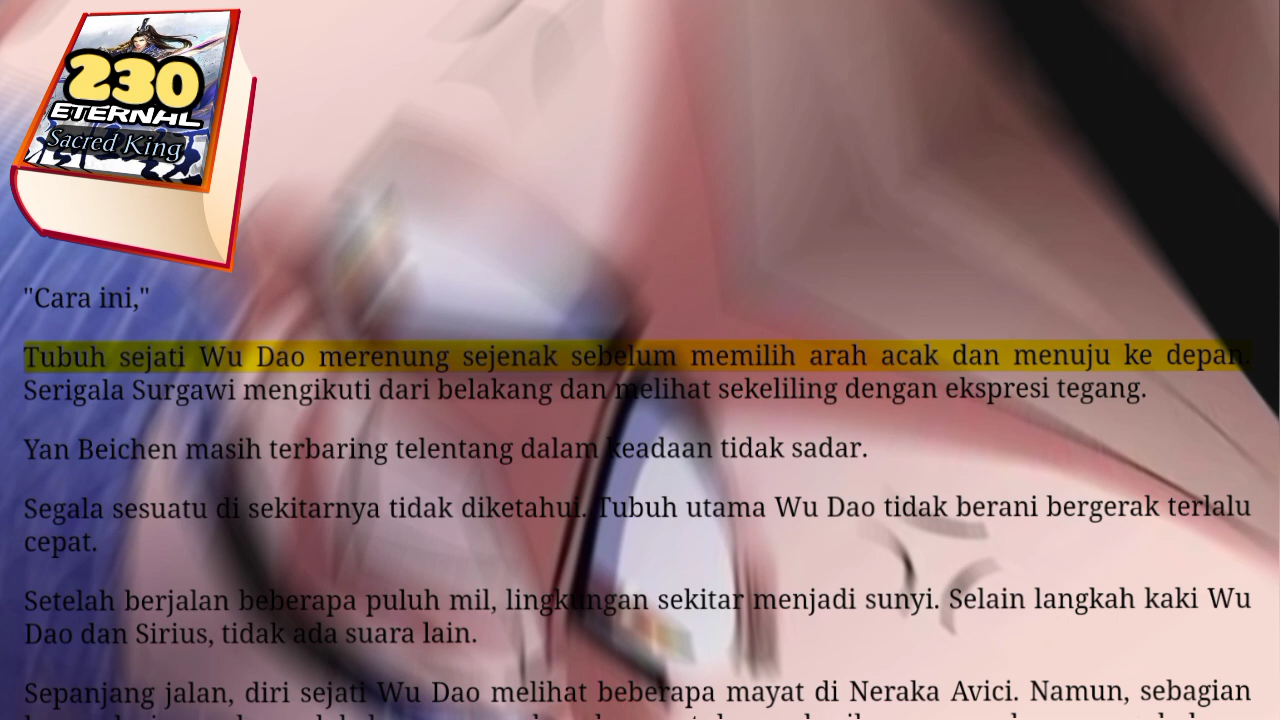 230
ETERNAL
Sacred King
"Cara ini,"
Tubuh sejati Wu Dao merenung sejenak sebelum memilih arah acak dan menuju ke depan.
Serigala Surgawi mengikuti dari belakang dan melihat sekeliling dengan ekspresi tegang.
Yan Beichen masih terbaring telentang dalam keadaan tidak sadar.
Segala sesuatu di sekitarnya tidak diketahui. Tubuh utama Wu Dao tidak berani bergerak terlalu
cepat.
Setelah berjalan beberapa puluh mil, lingkungan sekitar menjadi sunyi. Selain langkah kaki Wu
Dao dan Sirius, tidak ada suara lain.
Sepanjang jalan, diri sejati Wu Dao melihat beberapa mayat di Neraka Avici. Namun, sebagian